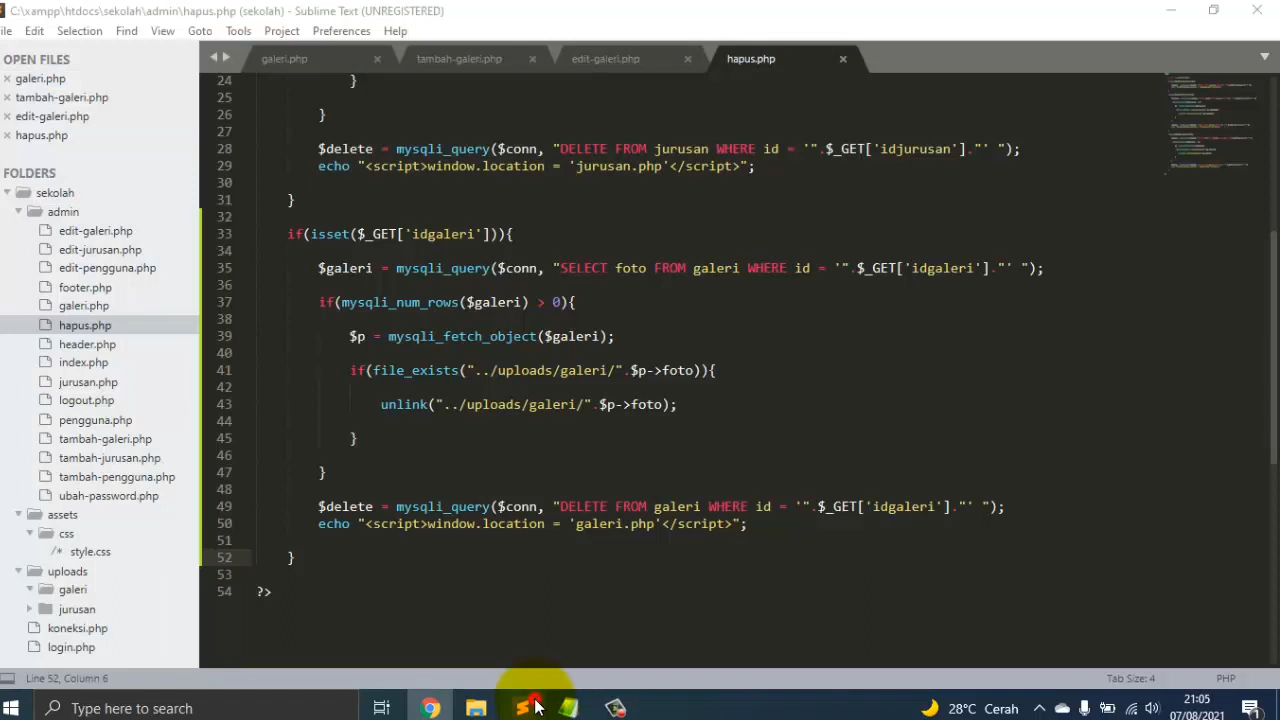 C:\xampp\htdocs\sekolah\admin\hapus.php (sekolah) - Sublime Text (UNREGISTERED)
ile Edit Selection Find View Goto Tools Project Preferences Help
OPEN FILES
galeri.php
tambah-galeri.php
edit-galeri.php
hapus.php
FOLDERS
sekolah
admin
edit-galeri.php
edit-jurusan.php
edit-pengguna.php
footer.php
galeri.php
hapus.php
header.php
index.php
jurusan.php
logout.php
pengguna.php
tambah-galeri.php
tambah-jurusan.php
tambah-pengguna.php
ubah-password.php
assets
css
/* style.css
uploads
galeri
jurusan
koneksi.php
login.php
galeri.php tambah-galeri.php edit-galeri.php hapus.php
24 }
25
26 }
27
28 $delete = mysqli_query($conn, "DELETE FROM jurusan WHERE id = '".$_GET['idjurusan']."' ");
29 echo "<script>window.location = 'jurusan.php'</script>";
30
31 }
32
33 if(isset($_GET['idgaleri'])){
34
35 $galeri = mysqli_query($conn, "SELECT foto FROM galeri WHERE id = '".$_GET['idgaleri']."' ");
36
37 if(mysqli_num_rows($galeri) > 0){
38
39 $p = mysqli_fetch_object($galeri);
40
41 if(file_exists("../uploads/galeri/".$p->foto)){
42
43 unlink("../uploads/galeri/".$p->foto);
44
45 }
46
47 }
48
49 $delete = mysqli_query($conn, "DELETE FROM galeri WHERE id = '".$_GET['idgaleri']."' ");
50 echo "<script>window.location = 'galeri.php'</script>";
51
52 }
53
54 ?>
Line 52, Column 6 Tab Size: 4 PHP
Type here to search
28°C Cerah
21:05
07/08/2021
1